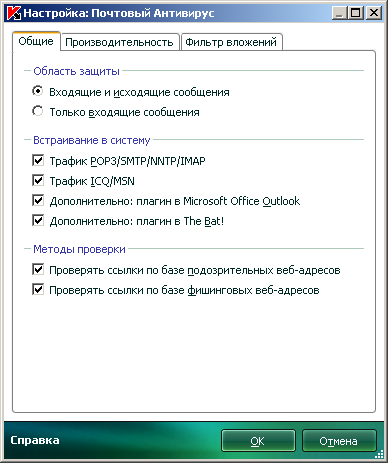 Настройка: Почтовый Антивирус
Общие Производительность Фильтр вложений
Область защиты
Входящие и исходящие сообщения
Только входящие сообщения
Встраивание в систему
Трафик POP3/SMTP/NNTP/IMAP
Трафик ICQ/MSN
Дополнительно: плагин в Microsoft Office Outlook
Дополнительно: плагин в The Bat!
Методы проверки
Проверять ссылки по базе подозрительных веб-адресов
Проверять ссылки по базе фишинговых веб-адресов
Справка OK Отмена